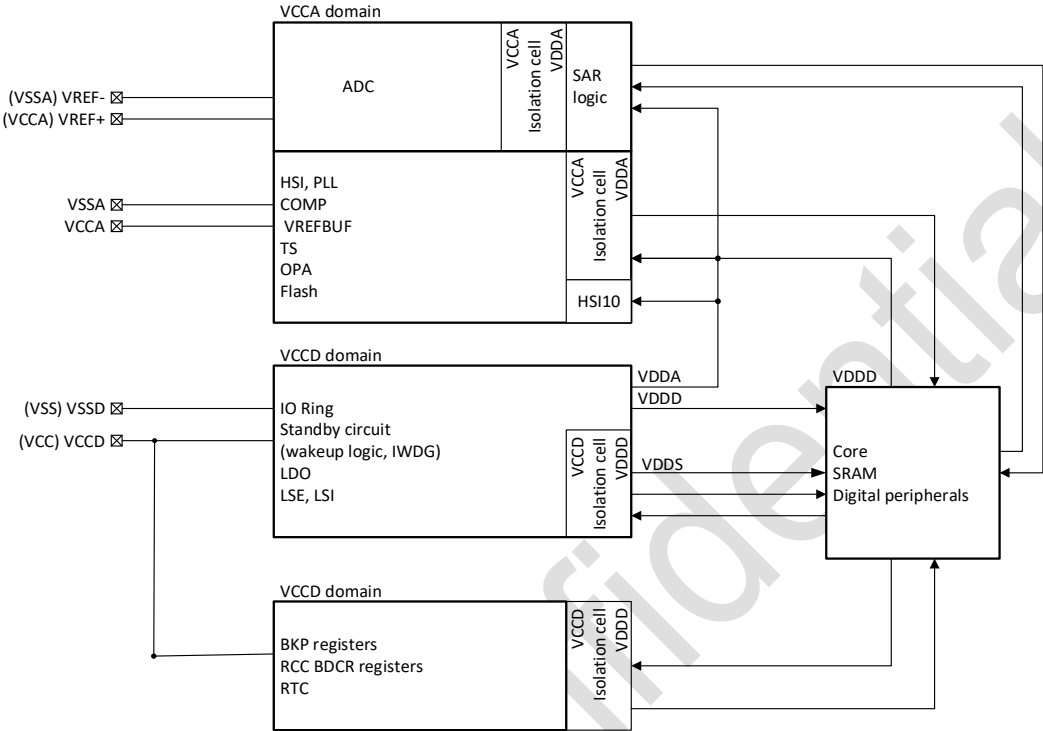 VCCA domain
ADC
VCCA
Isolation cell
VDDA
SAR
logic
(VSSA) VREF-
(VCCA) VREF+
HSI, PLL
COMP
VREFBUF
TS
OPA
Flash
VCCA
Isolation cell
VDDA
HSI10
VSSA
VCCA
VCCD domain
IO Ring
Standby circuit
(wakeup logic, IWDG)
LDO
LSE, LSI
VCCD
Isolation cell
VDDD
(VSS) VSSD
(VCC) VCCD
VDDA
VDDD
VDDS
VDDD
Core
SRAM
Digital peripherals
VCCD domain
BKP registers
RCC BDCR registers
RTC
VCCD
Isolation cell
VDDD
fidential